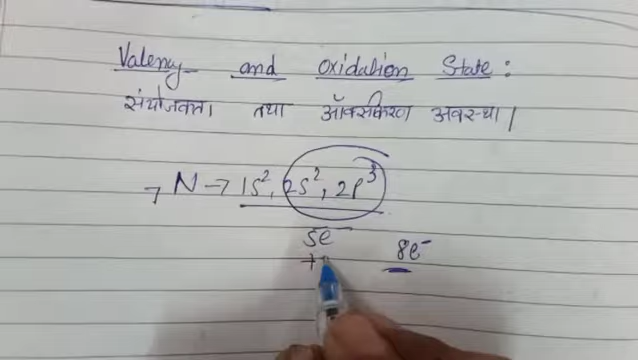 Valency and oxidation State :
संयोजकता तथा ऑक्सीकरण अवस्था |
₇N → 1s², 2s², 2p³
5e⁻ 8e⁻
+